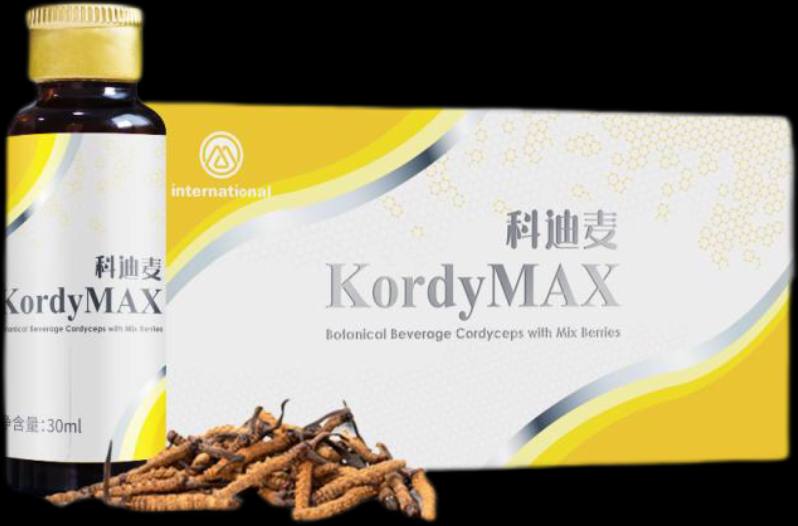 科迪麦
KordyMAX
Botanical Beverage Cordyceps with Mix Berries
净含量:30ml
international
科迪麦
KordyMAX
Botanical Beverage Cordyceps with Mix Berries